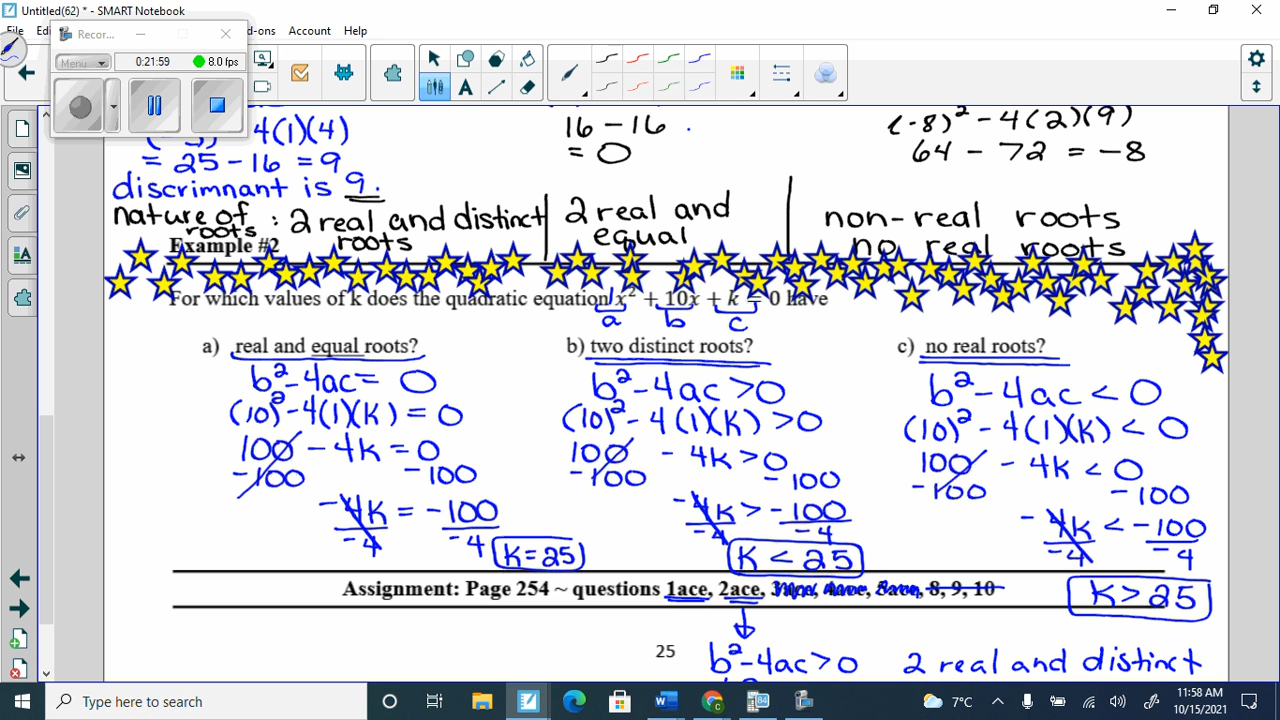 Untitled(62) * - SMART Notebook
File
d-ons Account Help
Recor...
Menu 0:21:59 8.0 fps
4(1)(4)
= 25 - 16 = 9
discrimnant is 9.
16 - 16
= 0
(-8)² - 4(2)(9)
64 - 72 = -8
nature of roots : 2 real and distinct roots
2 real and equal
non-real roots
no real roots
Example #2
For which values of k does the quadratic equation 1x² + 10x + k = 0 have
a b c
a) real and equal roots?
b² - 4ac = 0
(10)² - 4(1)(k) = 0
100 - 4k = 0
-100 -100
-4k = -100
-4 -4
k = 25
b) two distinct roots?
b² - 4ac > 0
(10)² - 4(1)(k) > 0
100 - 4k > 0
-100 -100
-4k > -100
-4 -4
k < 25
c) no real roots?
b² - 4ac < 0
(10)² - 4(1)(k) < 0
100 - 4k < 0
-100 -100
-4k < -100
-4 -4
k > 25
Assignment: Page 254 ~ questions 1ace, 2ace, 8, 9, 10
25
b² - 4ac > 0 2 real and distinct
Type here to search
7°C
11:58 AM
10/15/2021